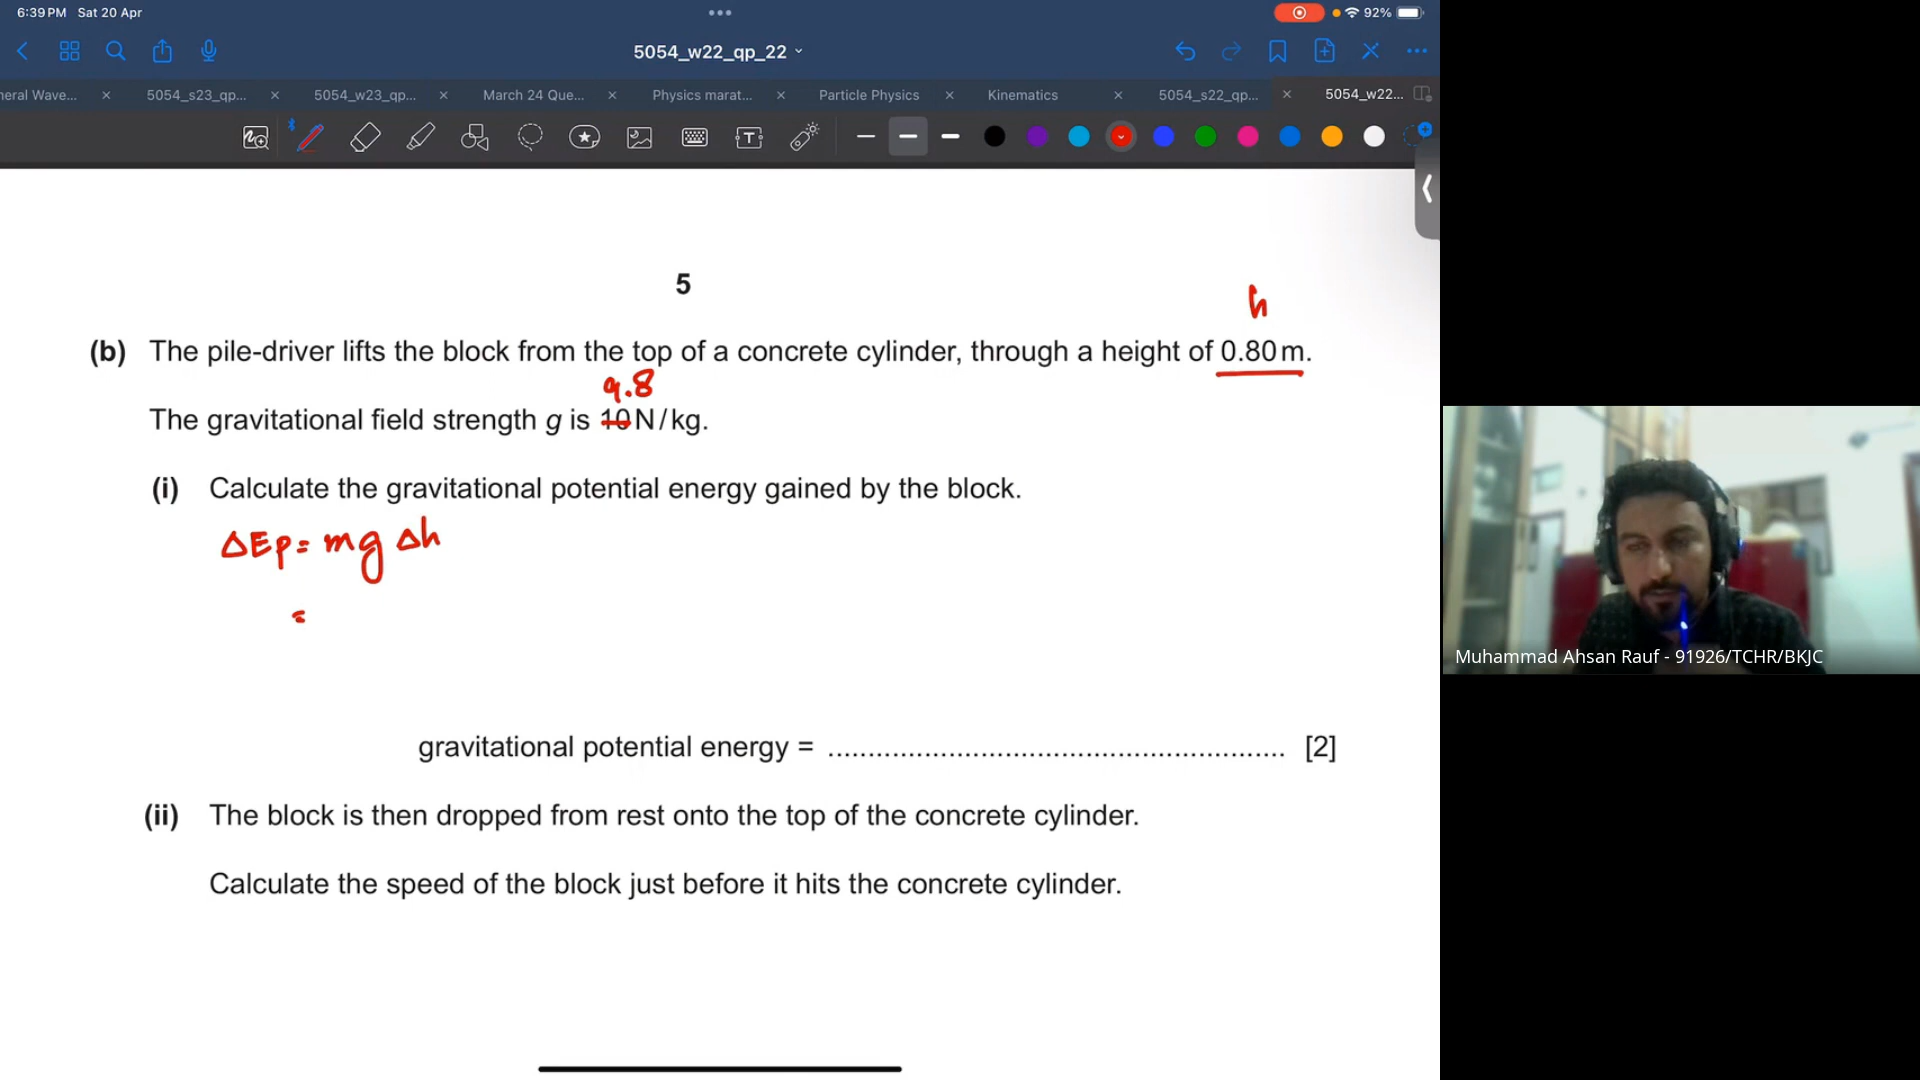 6:39 PM Sat 20 Apr
92%
5054_w22_qp_22
neral Wave...
5054_s23_qp...
5054_w23_qp...
March 24 Que...
Physics marat...
Particle Physics
Kinematics
5054_s22_qp...
5054_w22...
5
h
(b) The pile-driver lifts the block from the top of a concrete cylinder, through a height of 0.80 m.
9.8
The gravitational field strength g is 10 N / kg.
(i) Calculate the gravitational potential energy gained by the block.
ΔEp = mg Δh
=
gravitational potential energy = ......................................................... [2]
(ii) The block is then dropped from rest onto the top of the concrete cylinder.
Calculate the speed of the block just before it hits the concrete cylinder.
Muhammad Ahsan Rauf - 91926/TCHR/BKJC